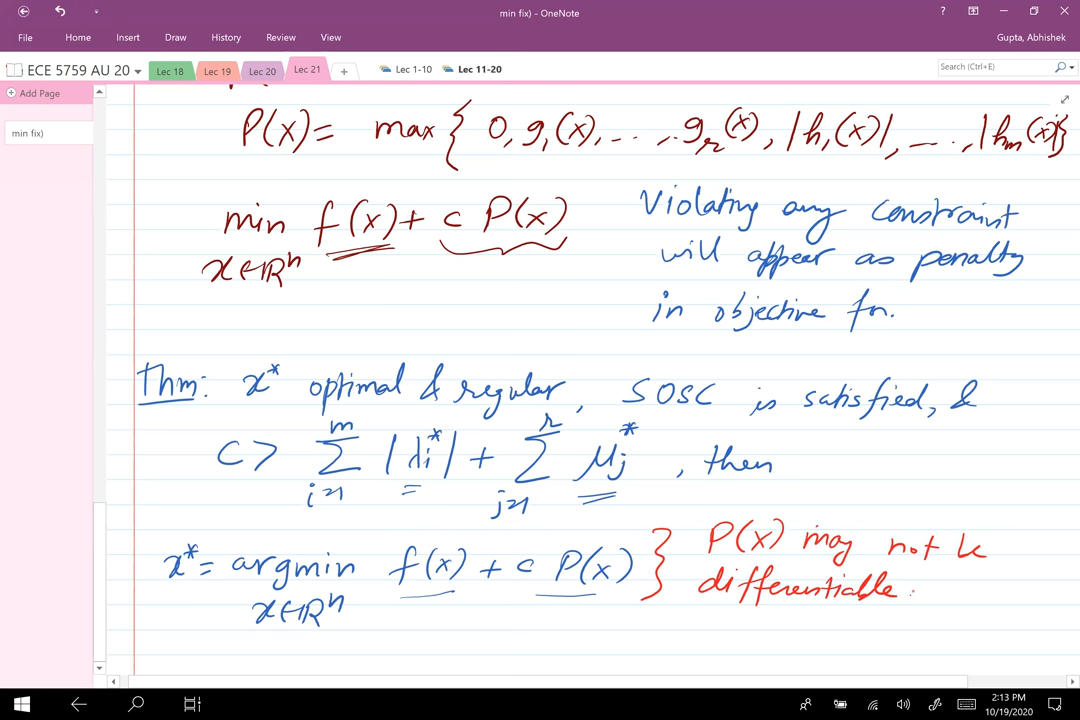 min fix) - OneNote
Gupta, Abhishek
File Home Insert Draw History Review View
ECE 5759 AU 20 Lec 18 Lec 19 Lec 20 Lec 21 + Lec 1-10 Lec 11-20 Search (Ctrl+E)
Add Page
min fix)
P(x) = max { 0, g₁(x), ..., gᵣ(x), |h₁(x)|, ..., |hₘ(x)| }
min f(x) + c P(x)
x∈ℝⁿ
Violating any constraint
will appear as penalty
in objective fn.
Thm: x* optimal & regular, SOSC is satisfied, &
c > ∑_{i=1}^{m} |λᵢ*| + ∑_{j=1}^{r} μⱼ*, then
x* = argmin f(x) + c P(x)
x∈ℝⁿ
} P(x) may not be
differentiable.
2:13 PM
10/19/2020